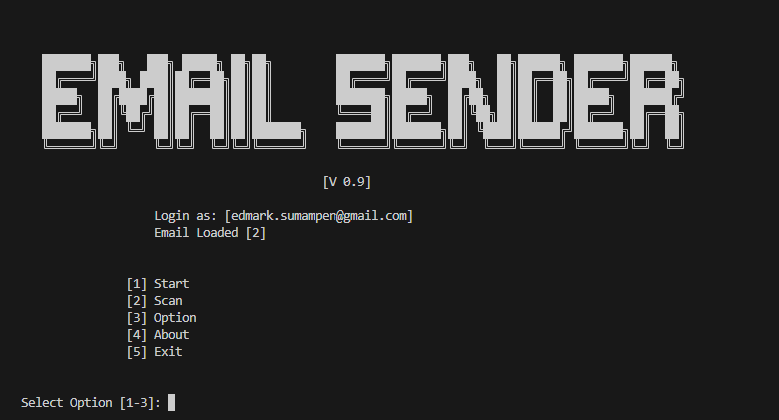 EMAIL SENDER
[V 0.9]
Login as: [edmark.sumampen@gmail.com]
Email Loaded [2]
[1] Start
[2] Scan
[3] Option
[4] About
[5] Exit
Select Option [1-3]: